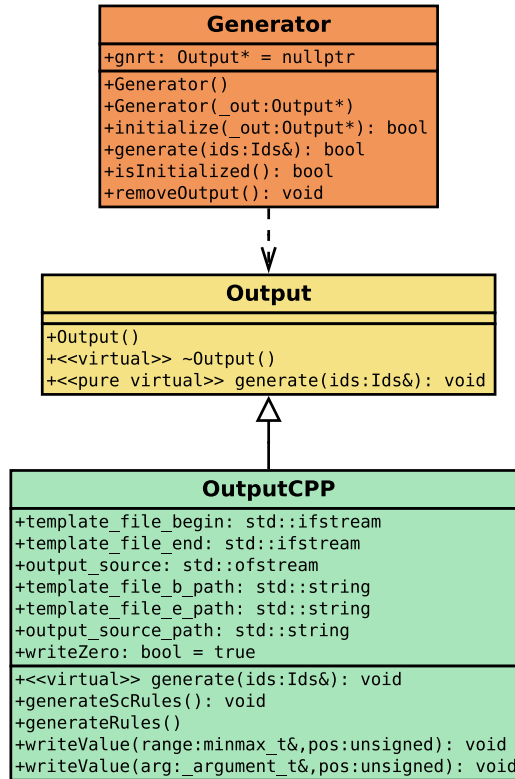 Generator
+gnrt: Output* = nullptr
+Generator()
+Generator(_out:Output*)
+initialize(_out:Output*): bool
+generate(ids:Ids&): bool
+isInitialized(): bool
+removeOutput(): void
Output
+Output()
+<<virtual>> ~Output()
+<<pure virtual>> generate(ids:Ids&): void
OutputCPP
+template_file_begin: std::ifstream
+template_file_end: std::ifstream
+output_source: std::ofstream
+template_file_b_path: std::string
+template_file_e_path: std::string
+output_source_path: std::string
+writeZero: bool = true
+<<virtual>> generate(ids:Ids&): void
+generateScRules(): void
+generateRules()
+writeValue(range:minmax_t&,pos:unsigned): void
+writeValue(arg:_argument_t&,pos:unsigned): void